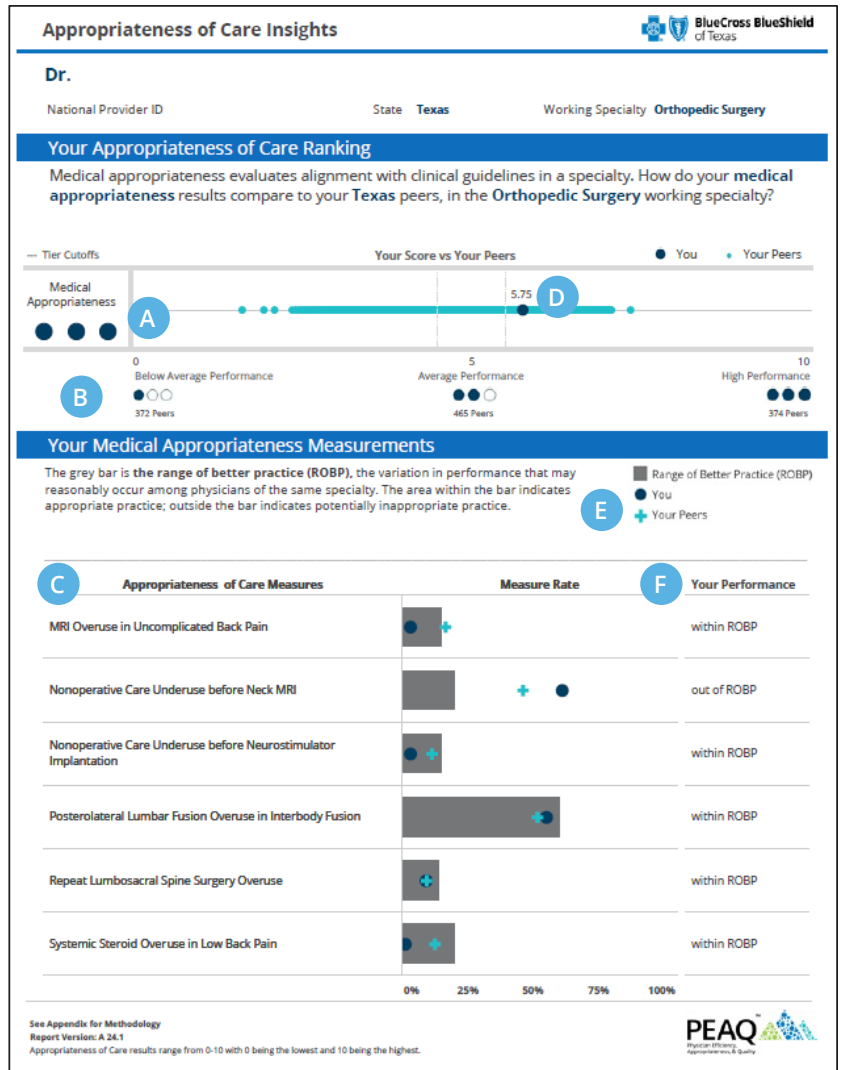 Appropriateness of Care Insights
BlueCross BlueShield
of Texas
Dr.
National Provider ID
State Texas
Working Specialty Orthopedic Surgery
Your Appropriateness of Care Ranking
Medical appropriateness evaluates alignment with clinical guidelines in a specialty. How do your medical
appropriateness results compare to your Texas peers, in the Orthopedic Surgery working specialty?
--- Tier Cutoffs
Your Score vs Your Peers
You
Your Peers
Medical
Appropriateness
A
5.75
D
0
5
10
Below Average Performance
Average Performance
High Performance
B
372 Peers
465 Peers
374 Peers
Your Medical Appropriateness Measurements
The grey bar is the range of better practice (ROBP), the variation in performance that may
reasonably occur among physicians of the same specialty. The area within the bar indicates
appropriate practice; outside the bar indicates potentially inappropriate practice.
Range of Better Practice (ROBP)
E
You
Your Peers
C
Appropriateness of Care Measures
Measure Rate
F
Your Performance
MRI Overuse in Uncomplicated Back Pain
within ROBP
Nonoperative Care Underuse before Neck MRI
out of ROBP
Nonoperative Care Underuse before Neurostimulator
Implantation
within ROBP
Posterolateral Lumbar Fusion Overuse in Interbody Fusion
within ROBP
Repeat Lumbosacral Spine Surgery Overuse
within ROBP
Systemic Steroid Overuse in Low Back Pain
within ROBP
0%
25%
50%
75%
100%
See Appendix for Methodology
Report Version: A 24.1
Appropriateness of Care results range from 0-10 with 0 being the lowest and 10 being the highest.
PEAQ™
Physician Efficiency,
Appropriateness, & Quality